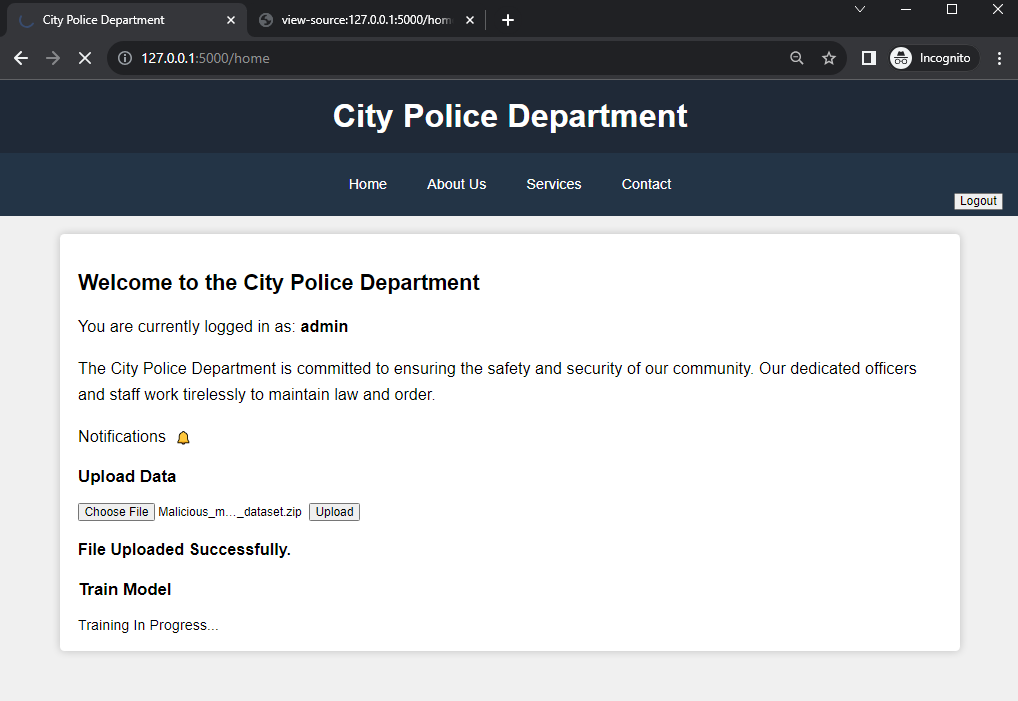 City Police Department
view-source:127.0.0.1:5000/hom
127.0.0.1:5000/home
Incognito
City Police Department
Home About Us Services Contact
Logout
Welcome to the City Police Department
You are currently logged in as: admin
The City Police Department is committed to ensuring the safety and security of our community. Our dedicated officers
and staff work tirelessly to maintain law and order.
Notifications
Upload Data
Choose File Malicious_m..._dataset.zip Upload
File Uploaded Successfully.
Train Model
Training In Progress...